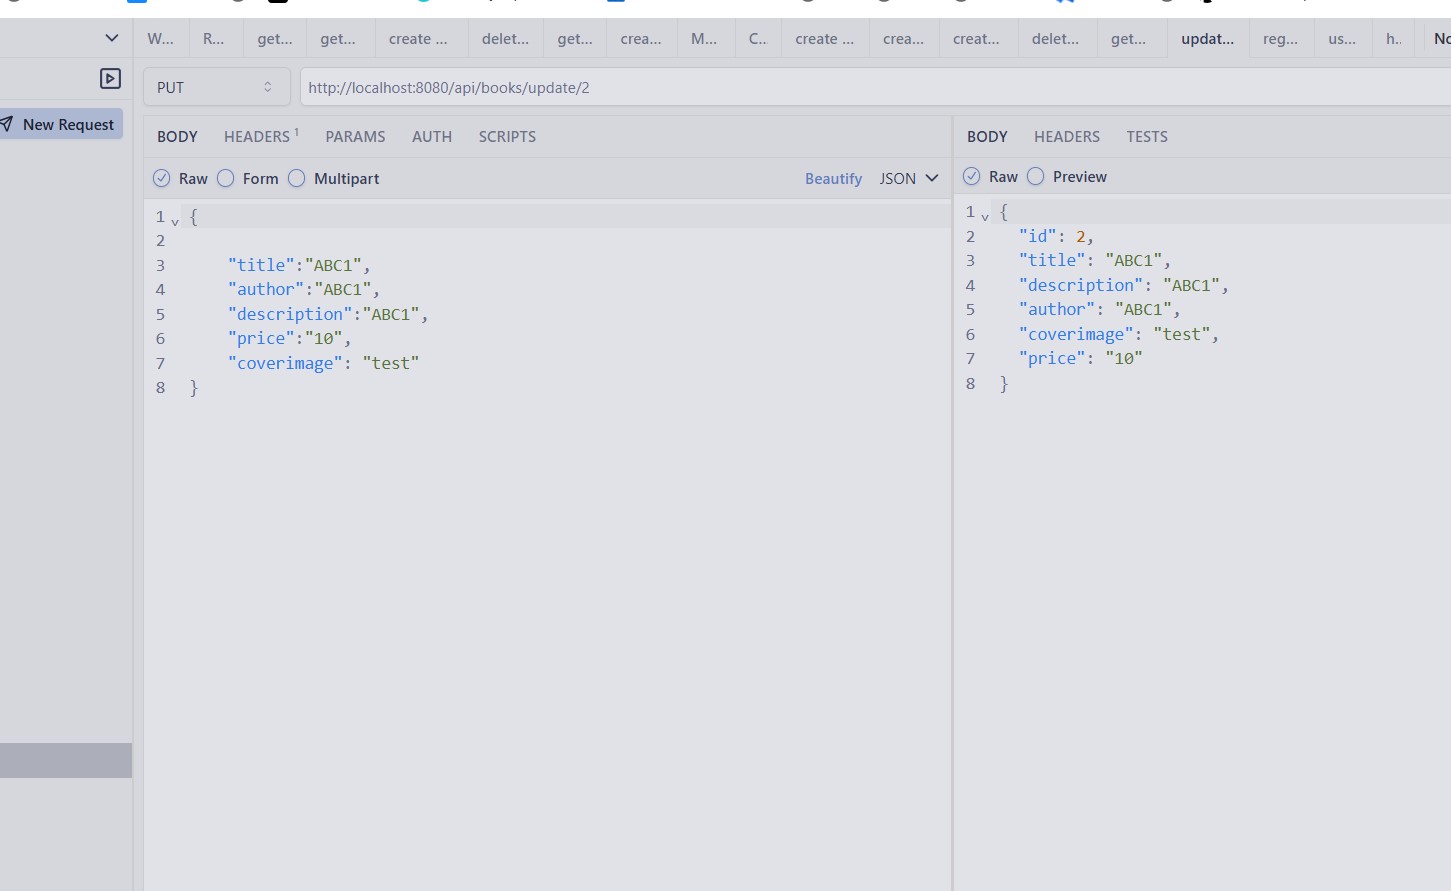 W... R... get... get... create ... delet... get... crea... M... C.. create ... crea... creat... delet... get... updat... reg... us... h..
PUT http://localhost:8080/api/books/update/2
New Request
BODY HEADERS 1 PARAMS AUTH SCRIPTS
Raw Form Multipart Beautify JSON
1 {
2
3 "title":"ABC1",
4 "author":"ABC1",
5 "description":"ABC1",
6 "price":"10",
7 "coverimage": "test"
8 }
BODY HEADERS TESTS
Raw Preview
1 {
2 "id": 2,
3 "title": "ABC1",
4 "description": "ABC1",
5 "author": "ABC1",
6 "coverimage": "test",
7 "price": "10"
8 }